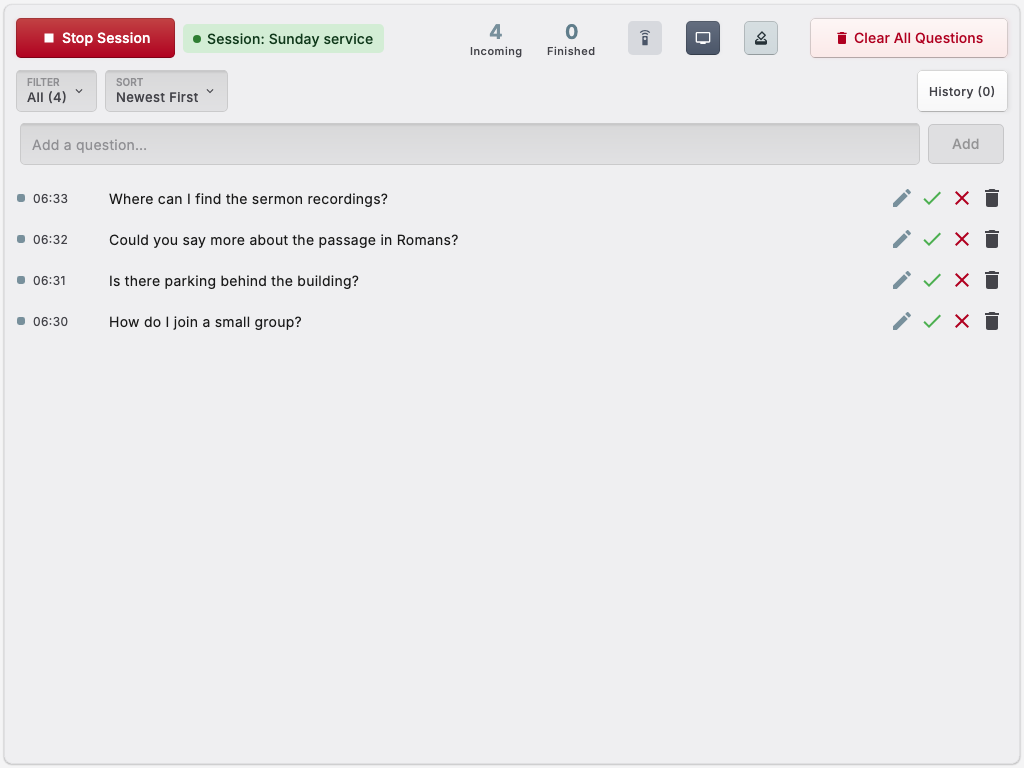 Stop Session
Session: Sunday service
4
Incoming
0
Finished
Clear All Questions
FILTER
All (4)
SORT
Newest First
History (0)
Add a question...
Add
06:33 Where can I find the sermon recordings?
06:32 Could you say more about the passage in Romans?
06:31 Is there parking behind the building?
06:30 How do I join a small group?